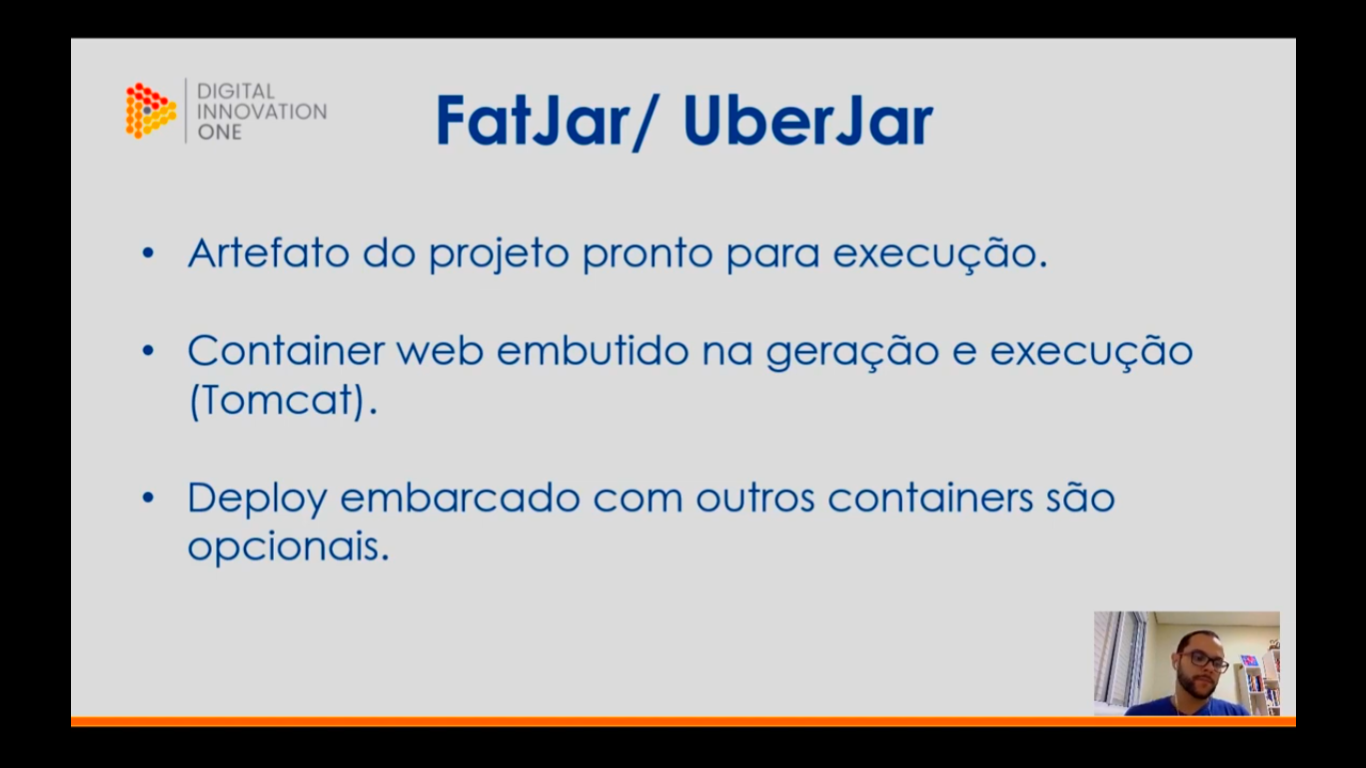 DIGITAL
INNOVATION
ONE
FatJar/ UberJar
• Artefato do projeto pronto para execução.
• Container web embutido na geração e execução
(Tomcat).
• Deploy embarcado com outros containers são
opcionais.